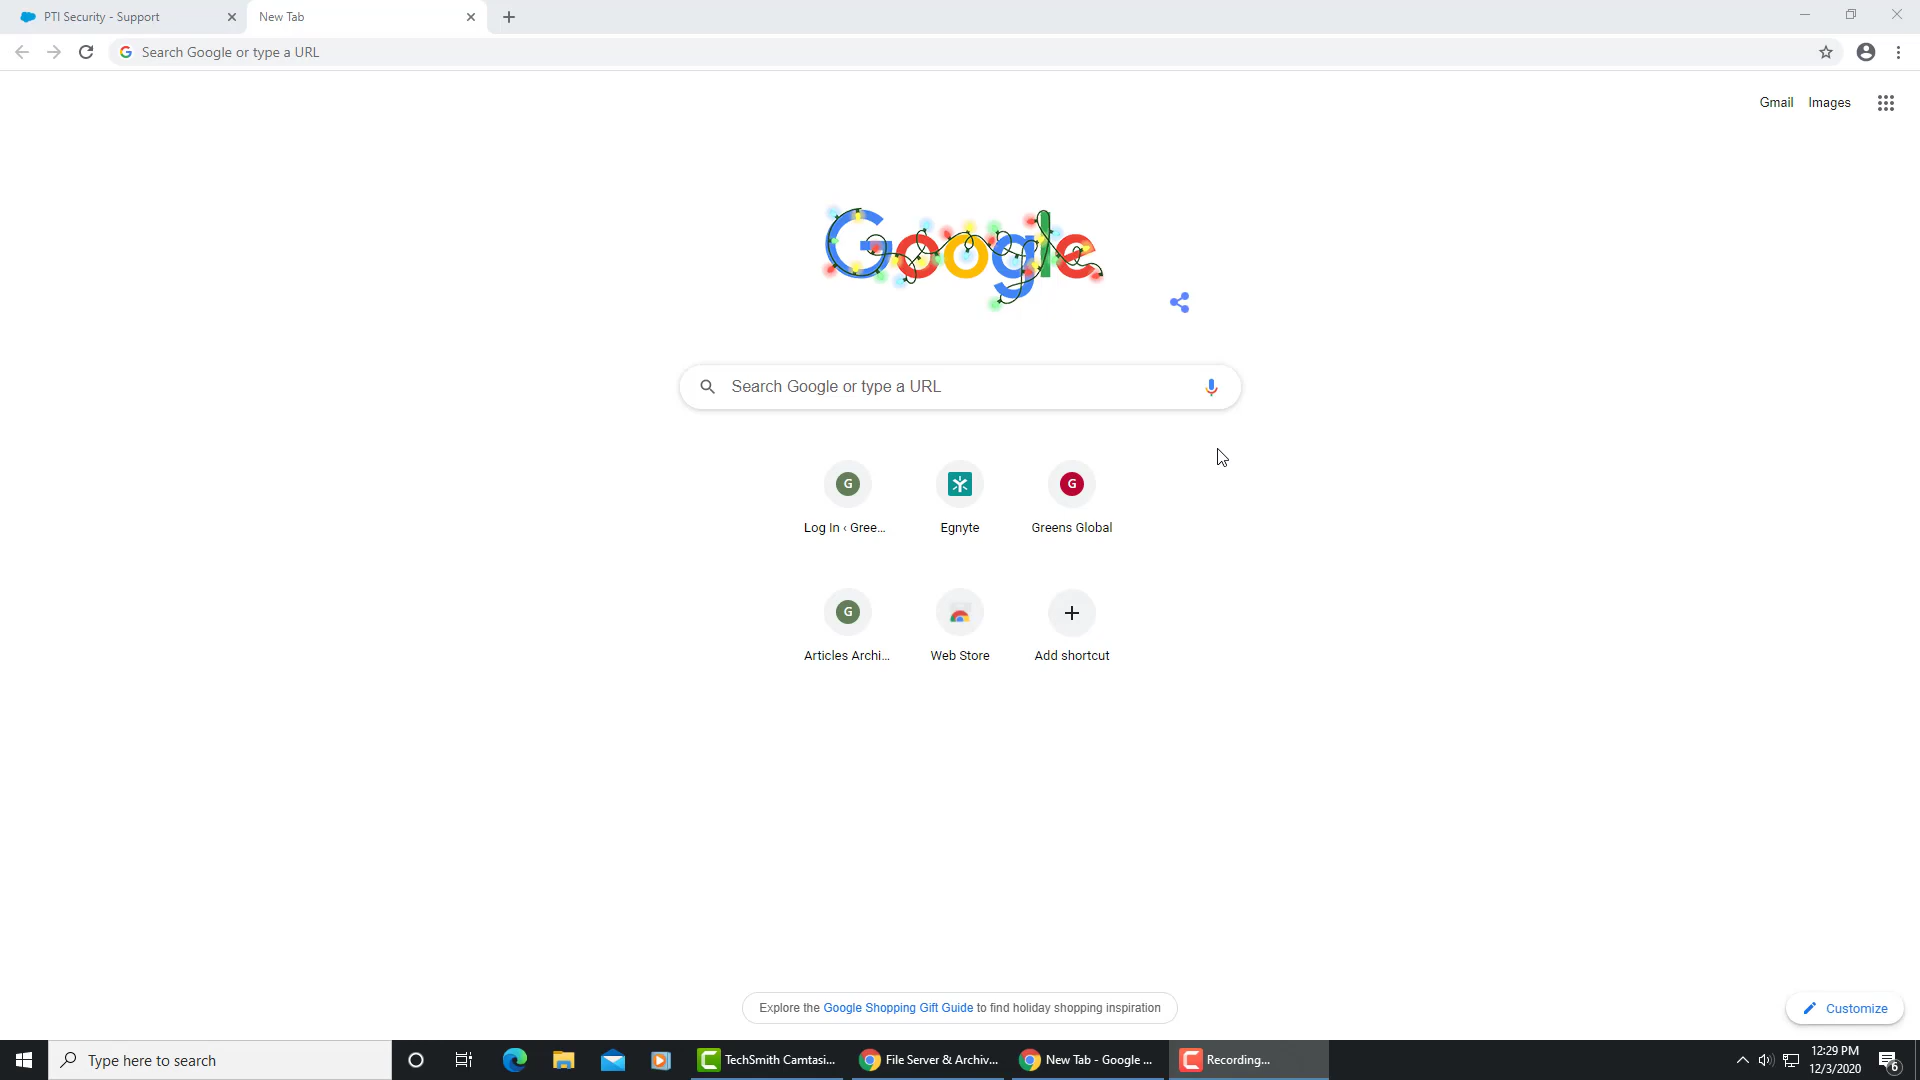 PTI Security - Support
New Tab
Search Google or type a URL
Gmail
Images
Google
Search Google or type a URL
G
G
Log In ‹ Gree...
Egnyte
Greens Global
G
Articles Archi...
Web Store
Add shortcut
Explore the Google Shopping Gift Guide to find holiday shopping inspiration
Customize
Type here to search
TechSmith Camtasi...
File Server & Archiv...
New Tab - Google ...
Recording...
12:29 PM
12/3/2020
6